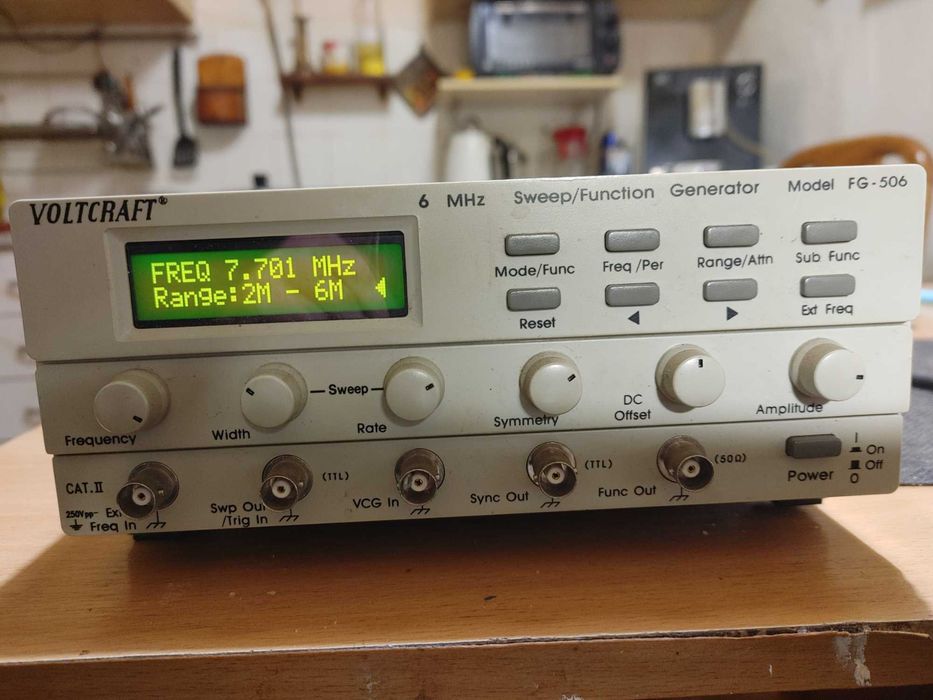 VOLTCRAFT®
6 MHz Sweep/Function Generator Model FG-506
FREQ 7.701 MHz
Range:2M - 6M
Mode/Func Freq /Per Range/Attn Sub Func
Reset ◀ ▶ Ext Freq
Frequency Width Sweep Rate Symmetry DC Offset Amplitude
CAT.II
250Vpp~ Ex
Freq In
Swp Ou
/Trig In
(TTL)
VCG In
Sync Out
(TTL)
Func Out
(50Ω)
Power
I
On
Off
O